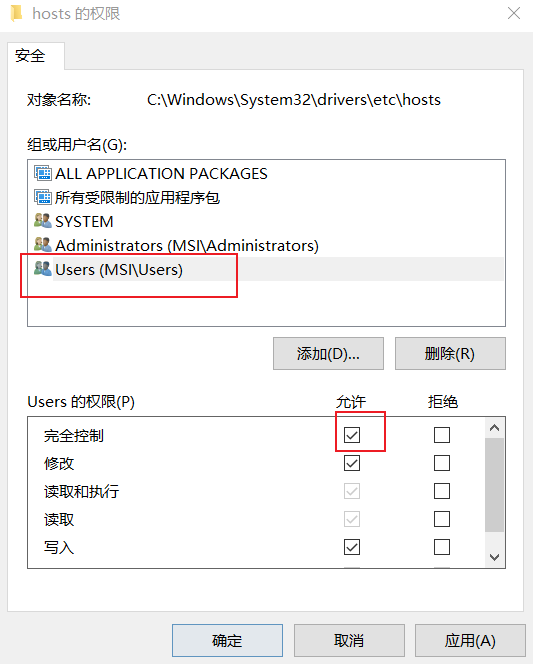 hosts 的权限
安全
对象名称: C:\Windows\System32\drivers\etc\hosts
组或用户名(G):
ALL APPLICATION PACKAGES
所有受限制的应用程序包
SYSTEM
Administrators (MSI\Administrators)
Users (MSI\Users)
添加(D)... 删除(R)
Users 的权限(P) 允许 拒绝
完全控制
修改
读取和执行
读取
写入
确定 取消 应用(A)